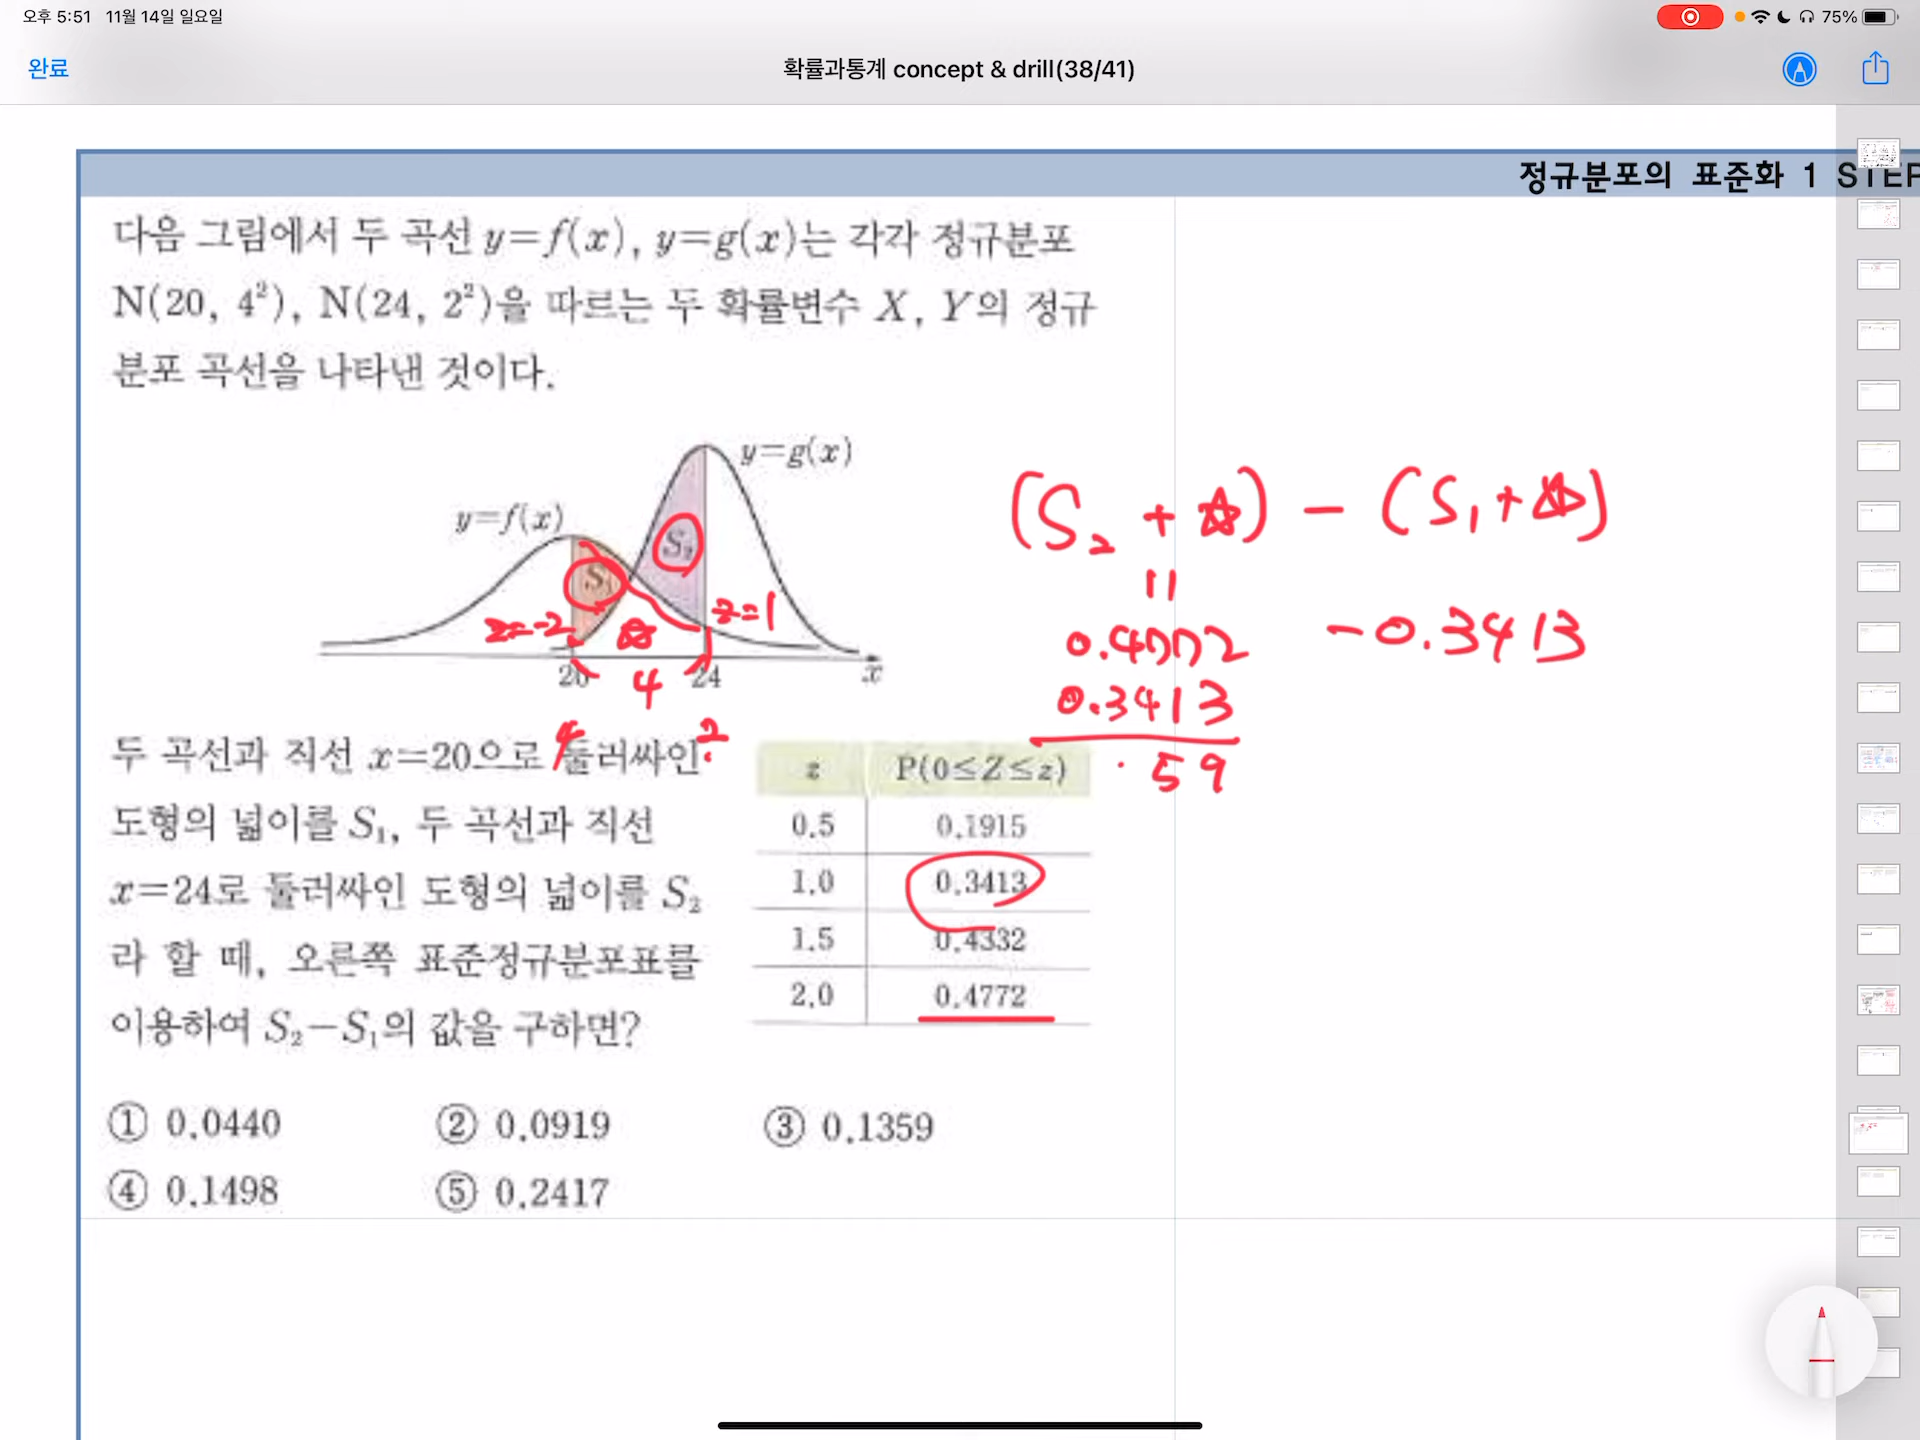 오후 5:51 11월 14일 일요일
75%
완료
확률과통계 concept & drill(38/41)
정규분포의 표준화 1 STEP
다음 그림에서 두 곡선 y=f(x), y=g(x)는 각각 정규분포
N(20, 4²), N(24, 2²)을 따르는 두 확률변수 X, Y의 정규
분포 곡선을 나타낸 것이다.
y=g(x)
y=f(x)
S₂
S₁
z=-2
☆
z=1
20
4
24
x
4
2
(S₂ + ☆) - (S₁ + ☆)
=
0.4772
-0.3413
0.3413
. 59
두 곡선과 직선 x=20으로 둘러싸인
도형의 넓이를 S₁, 두 곡선과 직선
x=24로 둘러싸인 도형의 넓이를 S₂
라 할 때, 오른쪽 표준정규분포표를
이용하여 S₂-S₁의 값을 구하면?
z P(0≤Z≤z)
0.5 0.1915
1.0 0.3413
1.5 0.4332
2.0 0.4772
① 0.0440 ② 0.0919 ③ 0.1359
④ 0.1498 ⑤ 0.2417